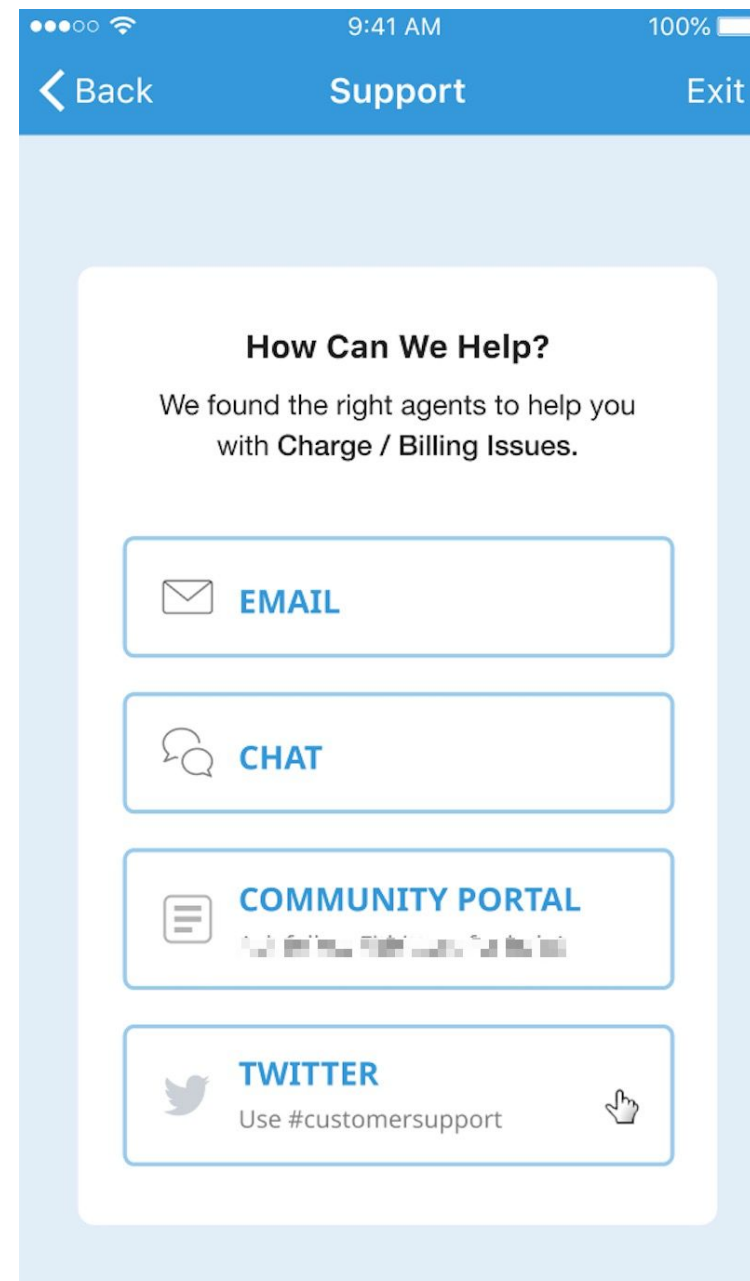 9:41 AM
100%
Back
Support
Exit
How Can We Help?
We found the right agents to help you
with Charge / Billing Issues.
EMAIL
CHAT
COMMUNITY PORTAL
TWITTER
Use #customersupport